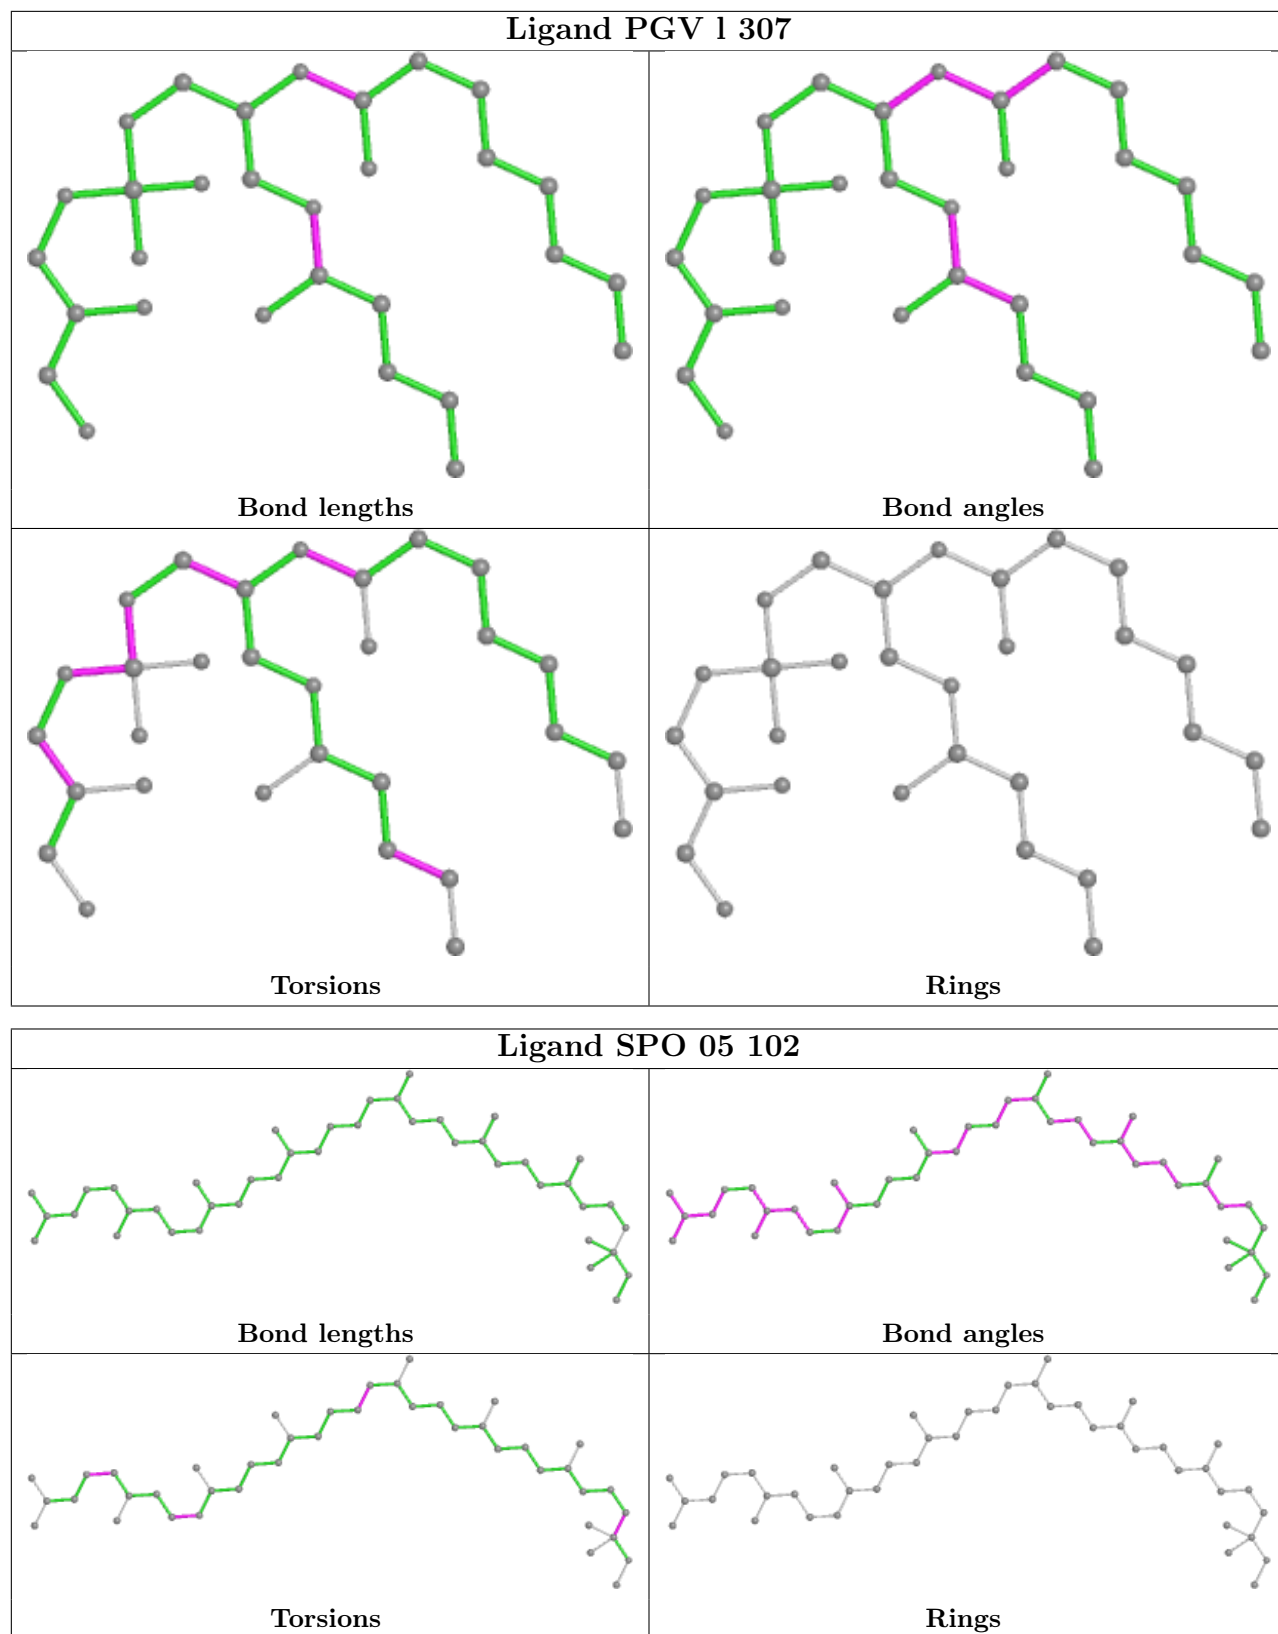 Ligand PGV l 307
Bond lengths
Bond angles
Torsions
Rings
Ligand SPO 05 102
Bond lengths
Bond angles
Torsions
Rings